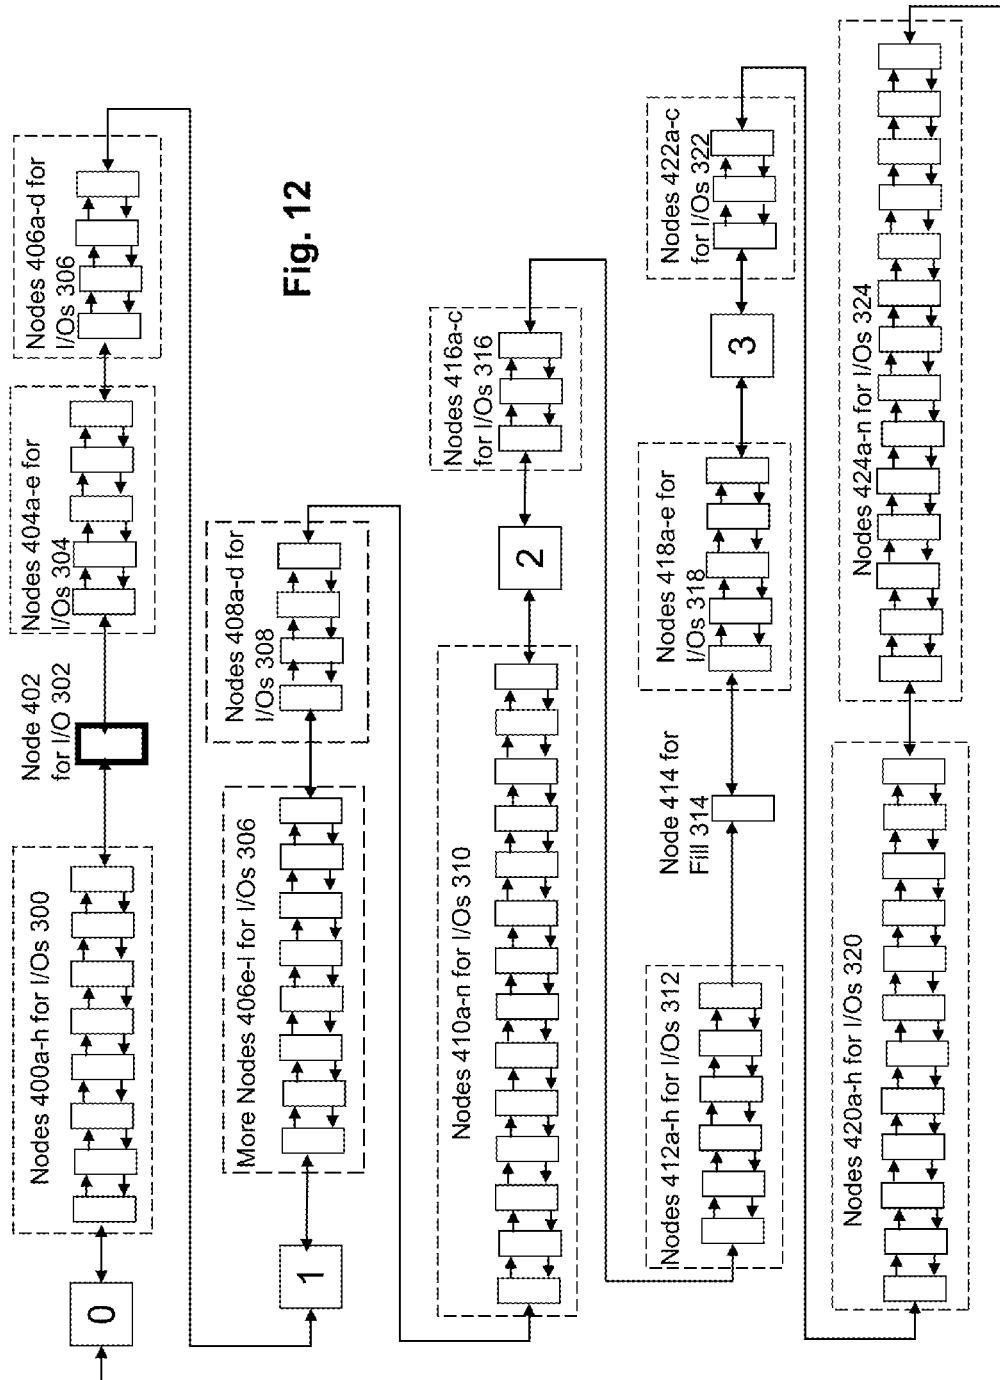 0
Nodes 400a-h for I/Os 300
Node 402
for I/O 302
Nodes 404a-e for
I/Os 304
Nodes 406a-d for
I/Os 306
1
More Nodes 406e-l for I/Os 306
Nodes 408a-d for
I/Os 308
Fig. 12
Nodes 410a-n for I/Os 310
2
Nodes 416a-c
for I/Os 316
Nodes 412a-h for I/Os 312
Node 414 for
Fill 314
Nodes 418a-e for
I/Os 318
3
Nodes 422a-c
for I/Os 322
Nodes 420a-h for I/Os 320
Nodes 424a-n for I/Os 324